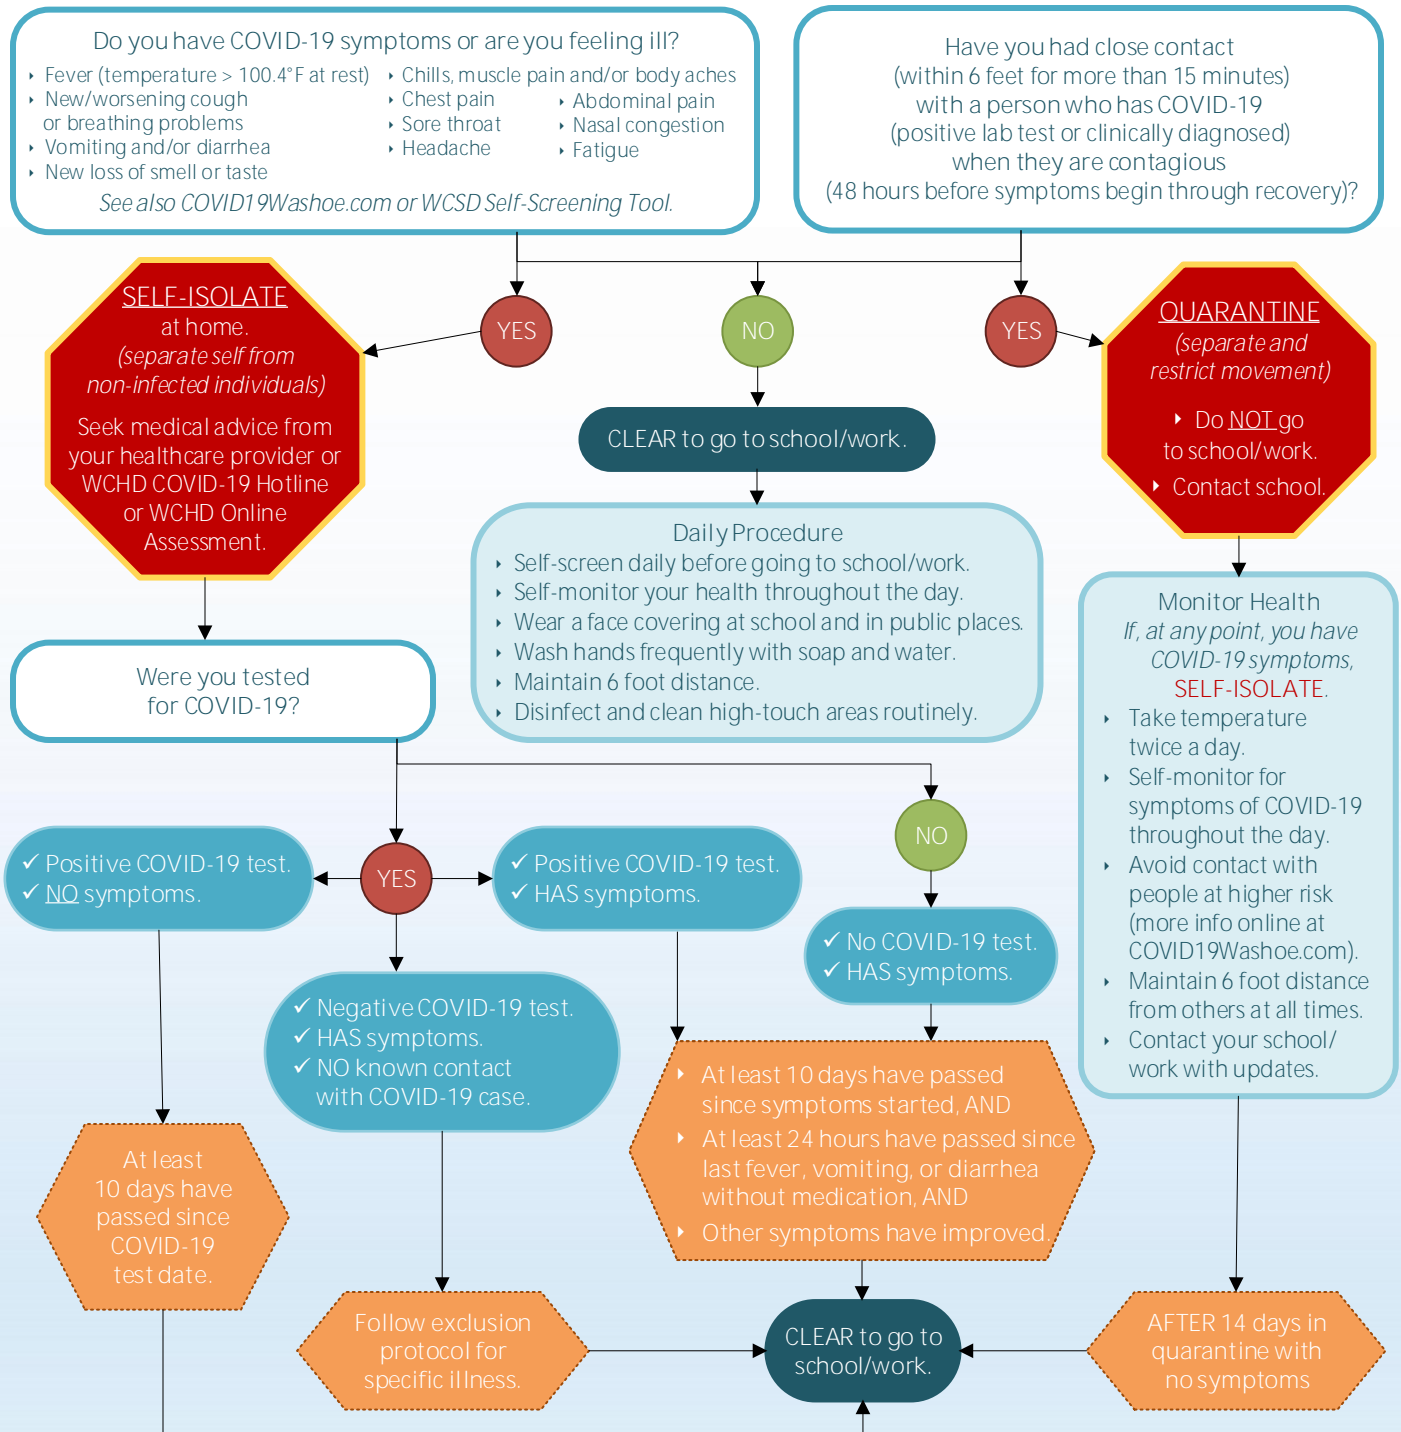 Do you have COVID-19 symptoms or are you feeling ill?
‣ Fever (temperature > 100.4°F at rest)
‣ New/worsening cough
or breathing problems
‣ Vomiting and/or diarrhea
‣ New loss of smell or taste
‣ Chills, muscle pain and/or body aches
‣ Chest pain
‣ Sore throat
‣ Headache
‣ Abdominal pain
‣ Nasal congestion
‣ Fatigue
See also COVID19Washoe.com or WCSD Self-Screening Tool.
Have you had close contact
(within 6 feet for more than 15 minutes)
with a person who has COVID-19
(positive lab test or clinically diagnosed)
when they are contagious
(48 hours before symptoms begin through recovery)?
YES
NO
YES
SELF-ISOLATE
at home.
(separate self from
non-infected individuals)
Seek medical advice from
your healthcare provider or
WCHD COVID-19 Hotline
or WCHD Online
Assessment.
CLEAR to go to school/work.
QUARANTINE
(separate and
restrict movement)
‣ Do NOT go
to school/work.
‣ Contact school.
Daily Procedure
‣ Self-screen daily before going to school/work.
‣ Self-monitor your health throughout the day.
‣ Wear a face covering at school and in public places.
‣ Wash hands frequently with soap and water.
‣ Maintain 6 foot distance.
‣ Disinfect and clean high-touch areas routinely.
Monitor Health
If, at any point, you have
COVID-19 symptoms,
SELF-ISOLATE.
‣ Take temperature
twice a day.
‣ Self-monitor for
symptoms of COVID-19
throughout the day.
‣ Avoid contact with
people at higher risk
(more info online at
COVID19Washoe.com).
‣ Maintain 6 foot distance
from others at all times.
‣ Contact your school/
work with updates.
Were you tested
for COVID-19?
YES
NO
✓ Positive COVID-19 test.
✓ NO symptoms.
✓ Positive COVID-19 test.
✓ HAS symptoms.
✓ No COVID-19 test.
✓ HAS symptoms.
✓ Negative COVID-19 test.
✓ HAS symptoms.
✓ NO known contact
with COVID-19 case.
‣ At least 10 days have passed
since symptoms started, AND
‣ At least 24 hours have passed since
last fever, vomiting, or diarrhea
without medication, AND
‣ Other symptoms have improved.
At least
10 days have
passed since
COVID-19
test date.
Follow exclusion
protocol for
specific illness.
CLEAR to go to
school/work.
AFTER 14 days in
quarantine with
no symptoms